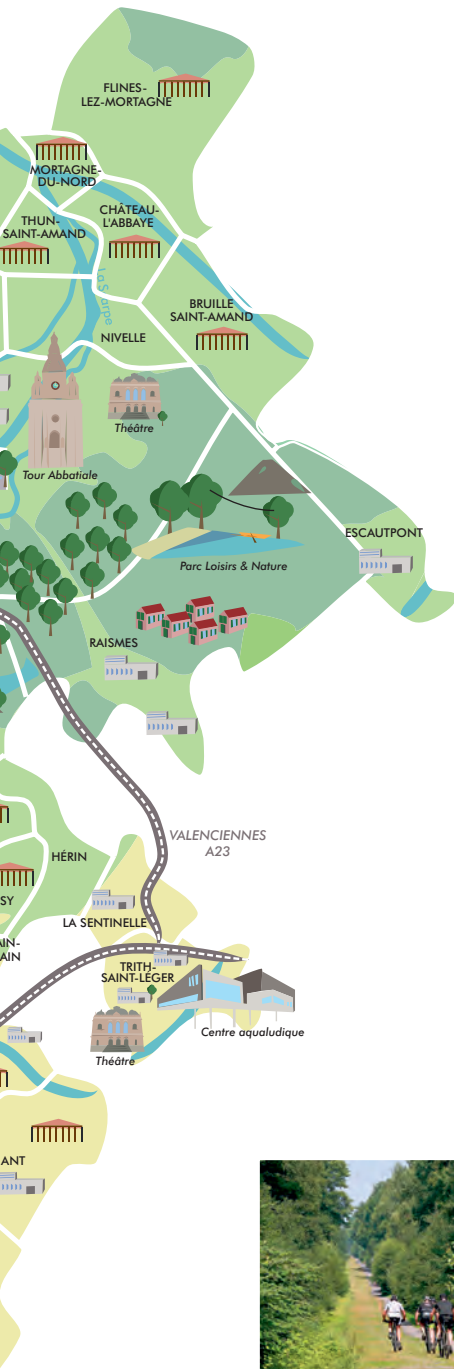 FLINES-
LEZ-MORTAGNE
MORTAGNE-
DU-NORD
CHÂTEAU-
L'ABBAYE
THUN-
SAINT-AMAND
La Scarpe
BRUILLE
SAINT-AMAND
NIVELLE
Théâtre
Tour Abbatiale
ESCAUTPONT
Parc Loisirs & Nature
RAISMES
VALENCIENNES
A23
HÉRIN
SY
LA SENTINELLE
AIN-
AIN
TRITH-
SAINT-LÉGER
Centre aqualudique
Théâtre
ANT